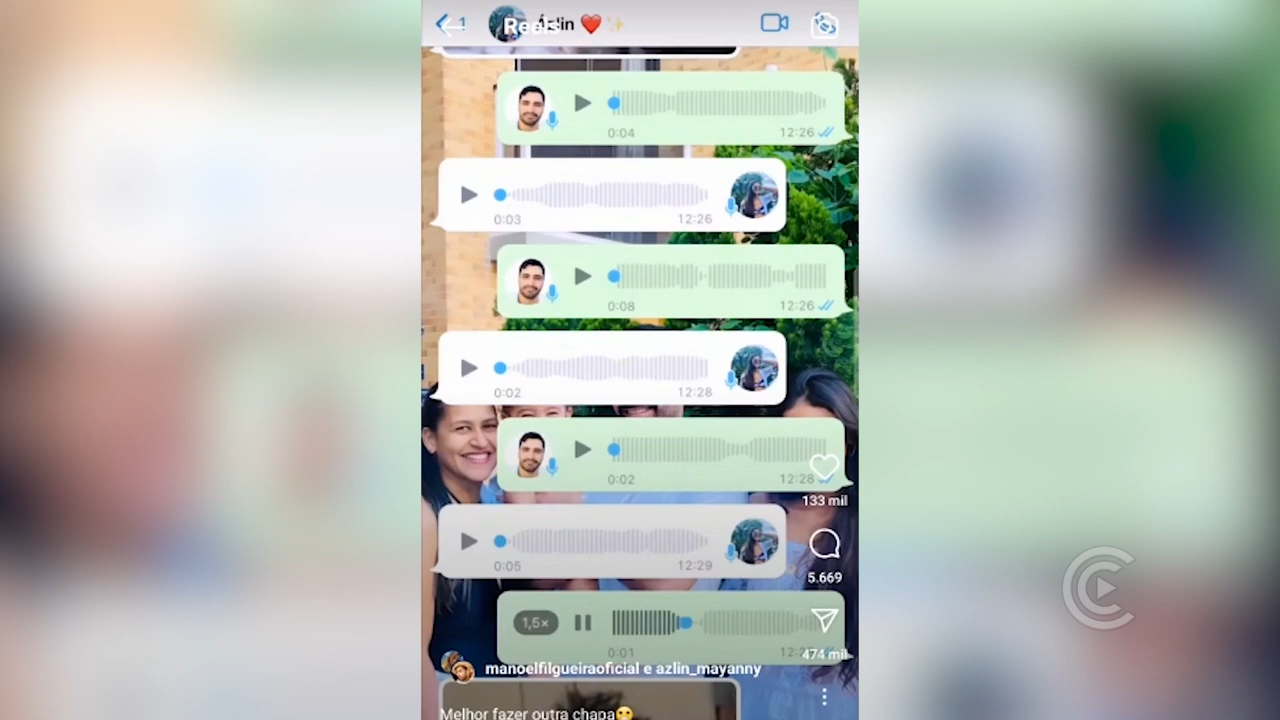 1
Reels
Azlin ❤️✨
0:04 12:26
0:03 12:26
0:08 12:26
0:02 12:28
0:02 12:28
133 mil
0:05 12:29
5.669
1,5×
0:01
474 mil
manoelfilgueiraoficial e azlin_mayanny
Melhor fazer outra chapa😬